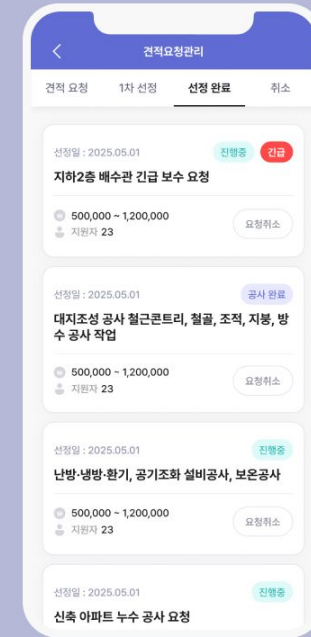 견적요청관리
견적 요청 1차 선정 선정 완료 취소
선정일 : 2025.05.01 진행중 긴급
지하2층 배수관 긴급 보수 요청
500,000 ~ 1,200,000
지원자 23
요청취소
선정일 : 2025.05.01 공사 완료
대지조성 공사 철근콘트리, 철골, 조적, 지붕, 방
수 공사 작업
500,000 ~ 1,200,000
지원자 23
요청취소
선정일 : 2025.05.01 진행중
난방·냉방·환기, 공기조화 설비공사, 보온공사
500,000 ~ 1,200,000
지원자 23
요청취소
선정일 : 2025.05.01 진행중
신축 아파트 누수 공사 요청